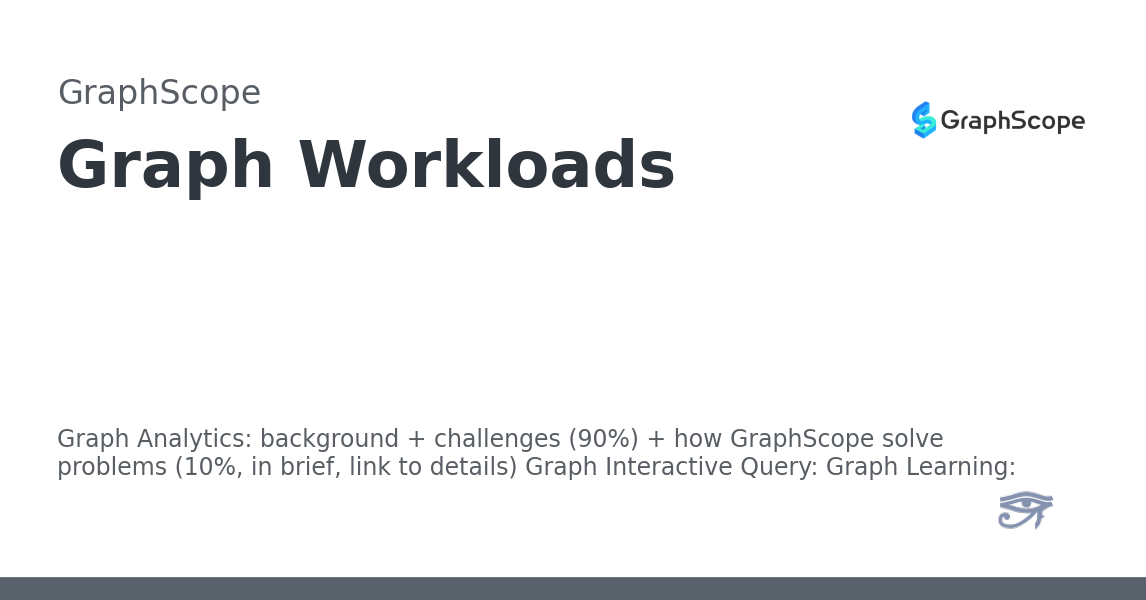 GraphScope
GraphScope
Graph Workloads
Graph Analytics: background + challenges (90%) + how GraphScope solve
problems (10%, in brief, link to details) Graph Interactive Query: Graph Learning: